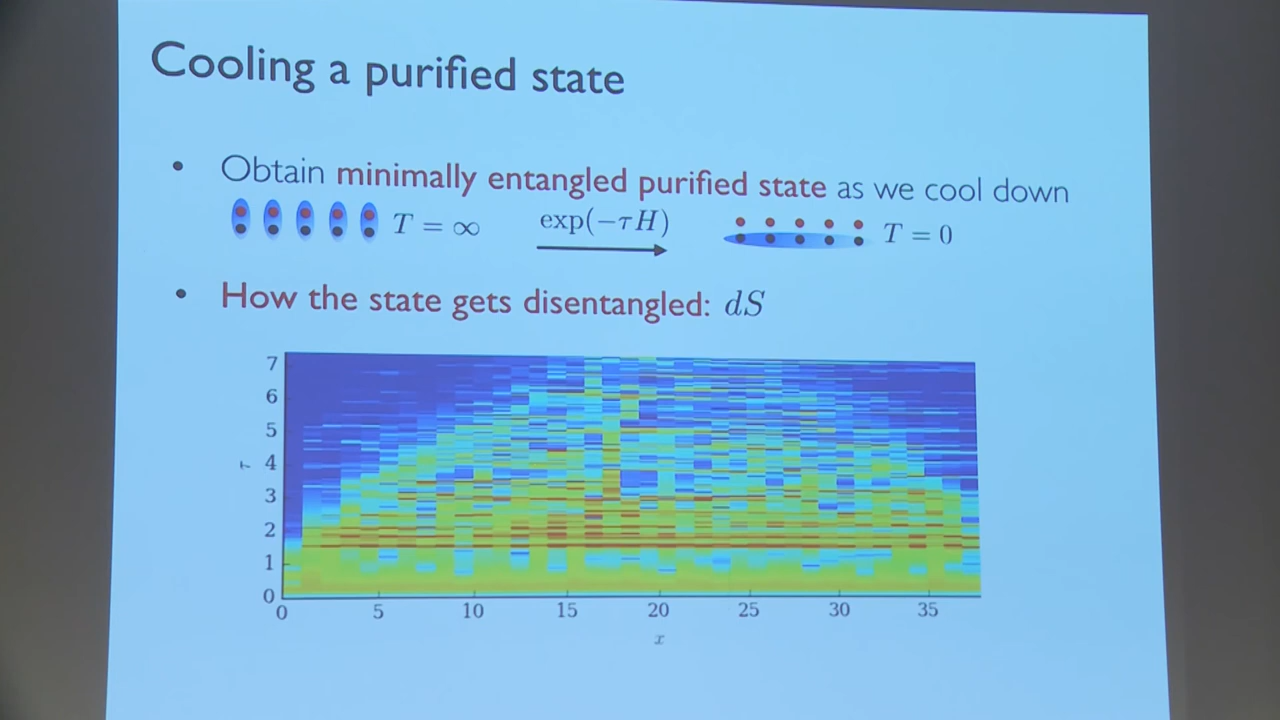 Cooling a purified state
• Obtain minimally entangled purified state as we cool down
T = ∞ exp(−τH) T = 0
• How the state gets disentangled: dS
7
6
5
τ 4
3
2
1
0
0 5 10 15 20 25 30 35
x